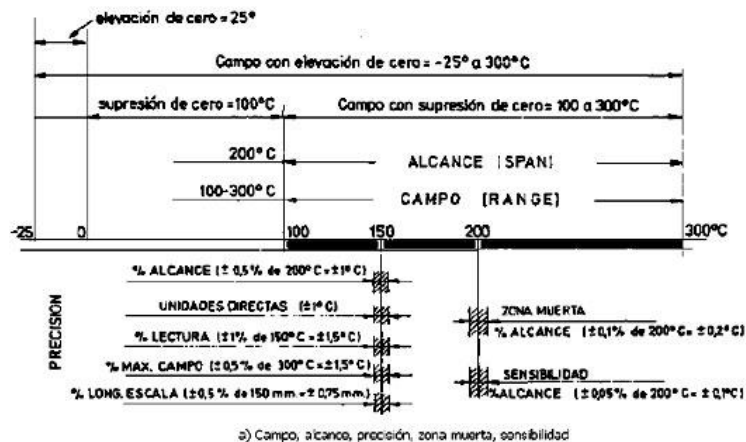 elevación de cero = 25°
Campo con elevación de cero = -25° a 300°C
supresión de cero = 100°C
Campo con supresión de cero = 100 a 300°C
200°C
ALCANCE (SPAN)
100-300°C
CAMPO (RANGE)
-25 0 100 150 200 300°C
PRECISION
% ALCANCE (± 0,5% de 200°C = ±1°C)
UNIDADES DIRECTAS (±1°C)
% LECTURA (±1% de 150°C = ±1,5°C)
% MAX. CAMPO (±0,5% de 300°C = ±1,5°C)
% LONG. ESCALA (±0,5% de 150 mm. = ± 0,75 mm.)
ZONA MUERTA
% ALCANCE (±0,1% de 200°C = ±0,2°C)
SENSIBILIDAD
% ALCANCE (±0,05% de 200°C = ±0,1°C)
a) Campo, alcance, precisión, zona muerta, sensibilidad